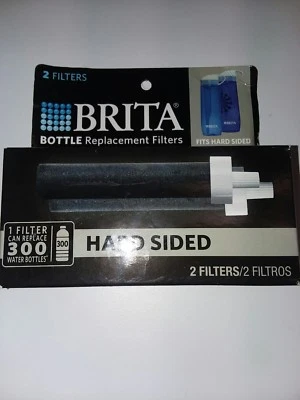 2 FILTERS
BRITA®
BOTTLE Replacement Filters
FITS HARD SIDED
1 FILTER
CAN REPLACE
300
WATER BOTTLES*
300
HARD SIDED
2 FILTERS/2 FILTROS